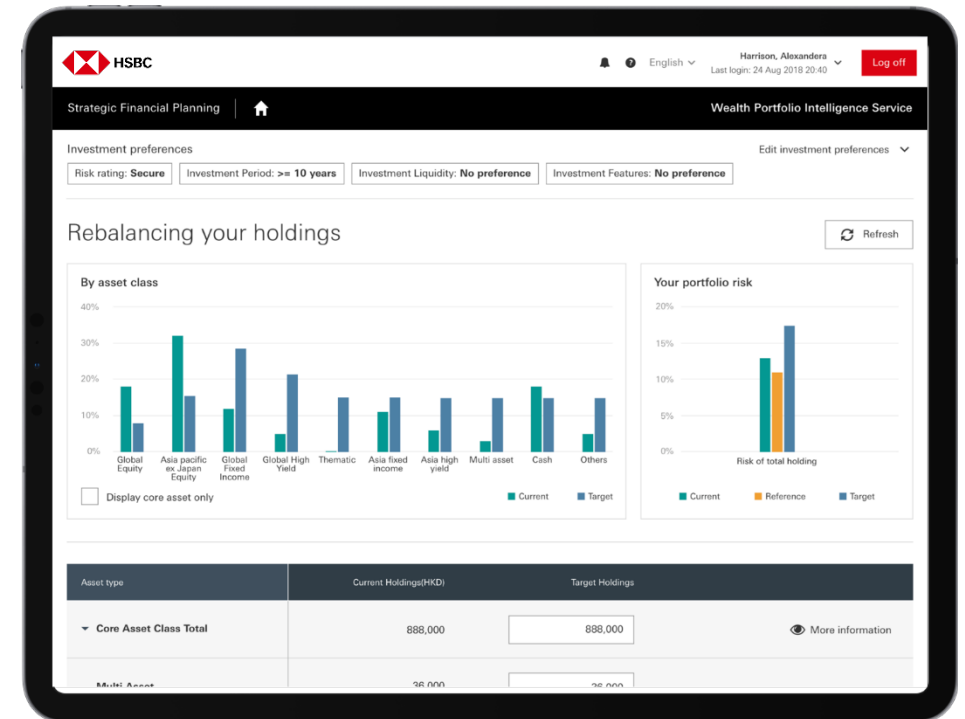 HSBC
English
Harrison, Alexandera
Last login: 24 Aug 2018 20:40
Log off
Strategic Financial Planning
Wealth Portfolio Intelligence Service
Investment preferences
Edit investment preferences
Risk rating: Secure
Investment Period: >= 10 years
Investment Liquidity: No preference
Investment Features: No preference
Rebalancing your holdings
Refresh
By asset class
40%
30%
20%
10%
0%
Global Equity
Asia pacific ex Japan Equity
Global Fixed Income
Global High Yield
Thematic
Asia fixed income
Asia high yield
Multi asset
Cash
Others
Display core asset only
Current
Target
Your portfolio risk
20%
15%
10%
5%
0%
Risk of total holding
Current
Reference
Target
Asset type
Current Holdings(HKD)
Target Holdings
Core Asset Class Total
888,000
888,000
More information
Multi Asset
36,000
36,000